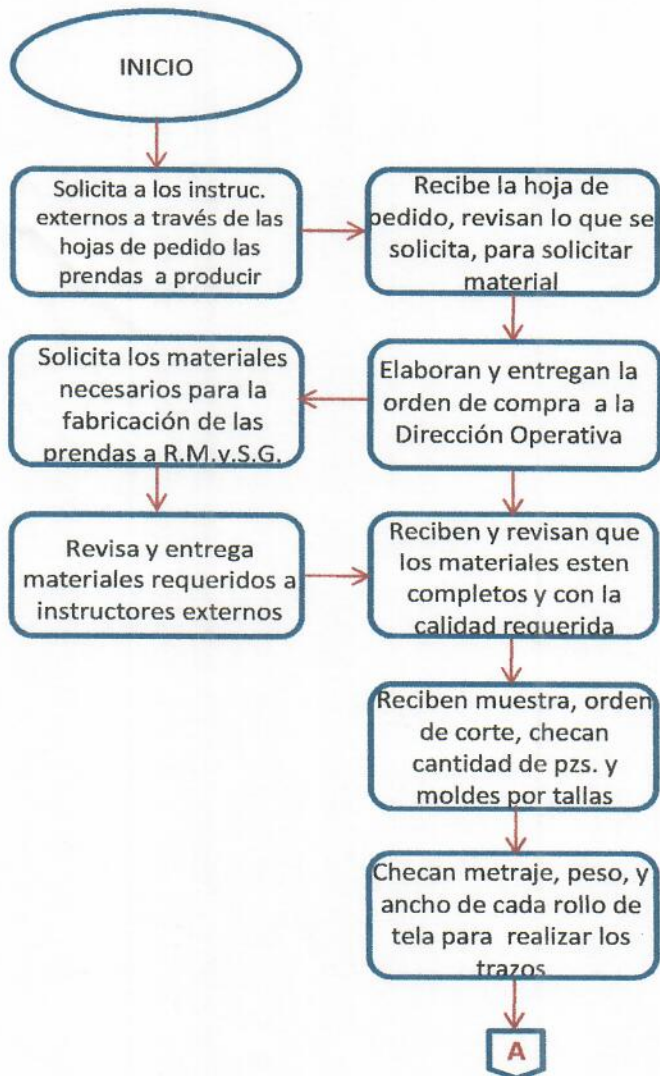 INICIO
Solicita a los instruc.
externos a través de las
hojas de pedido las
prendas a producir
Recibe la hoja de
pedido, revisan lo que se
solicita, para solicitar
material
Elaboran y entregan la
orden de compra a la
Dirección Operativa
Solicita los materiales
necesarios para la
fabricación de las
prendas a R.M.y.S.G.
Revisa y entrega
materiales requeridos a
instructores externos
Reciben y revisan que
los materiales esten
completos y con la
calidad requerida
Reciben muestra, orden
de corte, checan
cantidad de pzs. y
moldes por tallas
Checan metraje, peso, y
ancho de cada rollo de
tela para realizar los
trazos
A